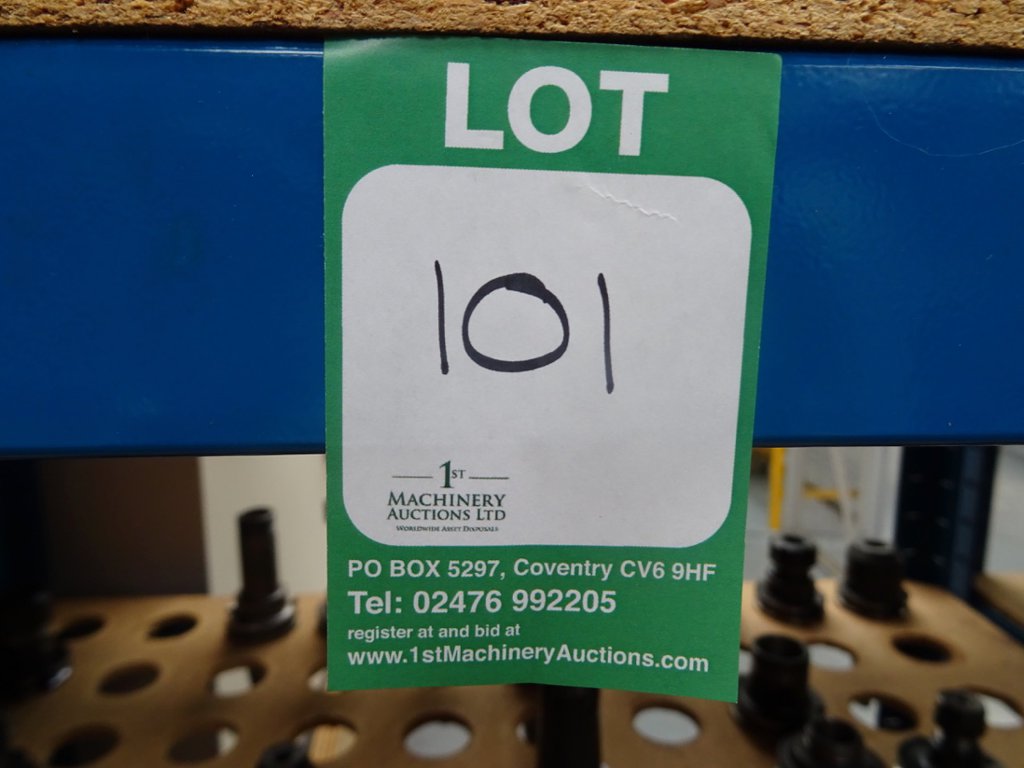 LOT
101
1ST
MACHINERY
AUCTIONS LTD
WORLDWIDE ASSET DISPOSALS
PO BOX 5297, Coventry CV6 9HF
Tel: 02476 992205
register at and bid at
www.1stMachineryAuctions.com